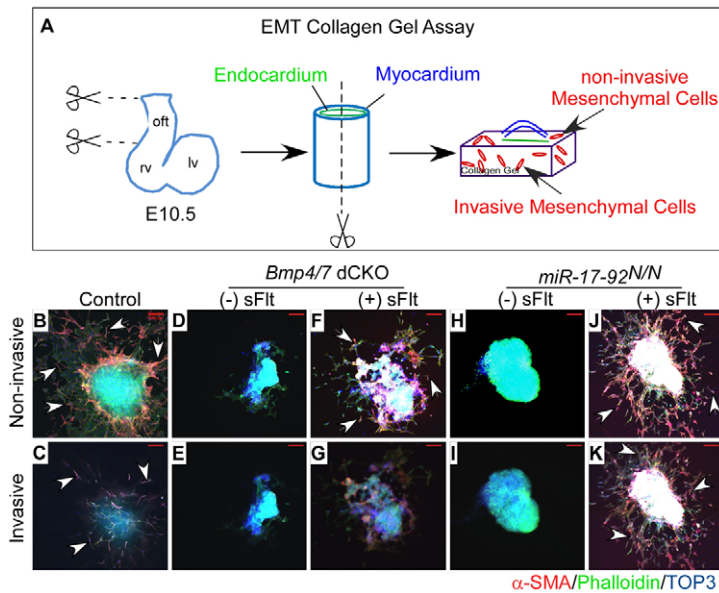 A
EMT Collagen Gel Assay
Endocardium
Myocardium
non-invasive
Mesenchymal Cells
oft
rv
lv
E10.5
Collagen Gel
Invasive Mesenchymal Cells
Bmp4/7 dCKO
miR-17-92N/N
Control
(-) sFlt
(+) sFlt
(-) sFlt
(+) sFlt
Non-invasive
B
D
F
H
J
Invasive
C
E
G
I
K
α-SMA/Phalloidin/TOP3